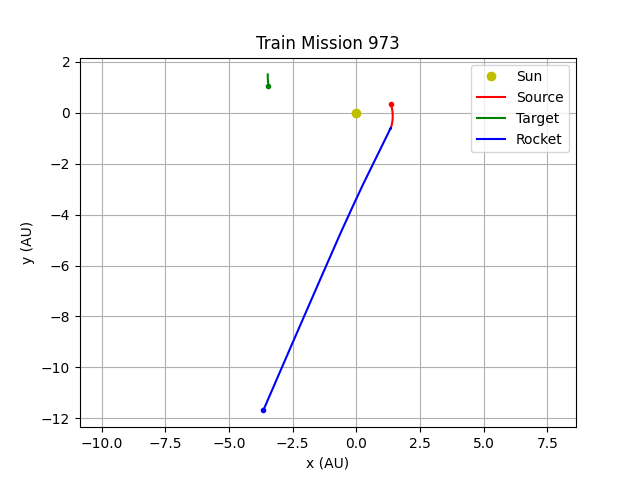 Train Mission 973
Sun
Source
Target
Rocket
2
0
−2
−4
−6
−8
−10
−12
y (AU)
−10.0 −7.5 −5.0 −2.5 0.0 2.5 5.0 7.5
x (AU)